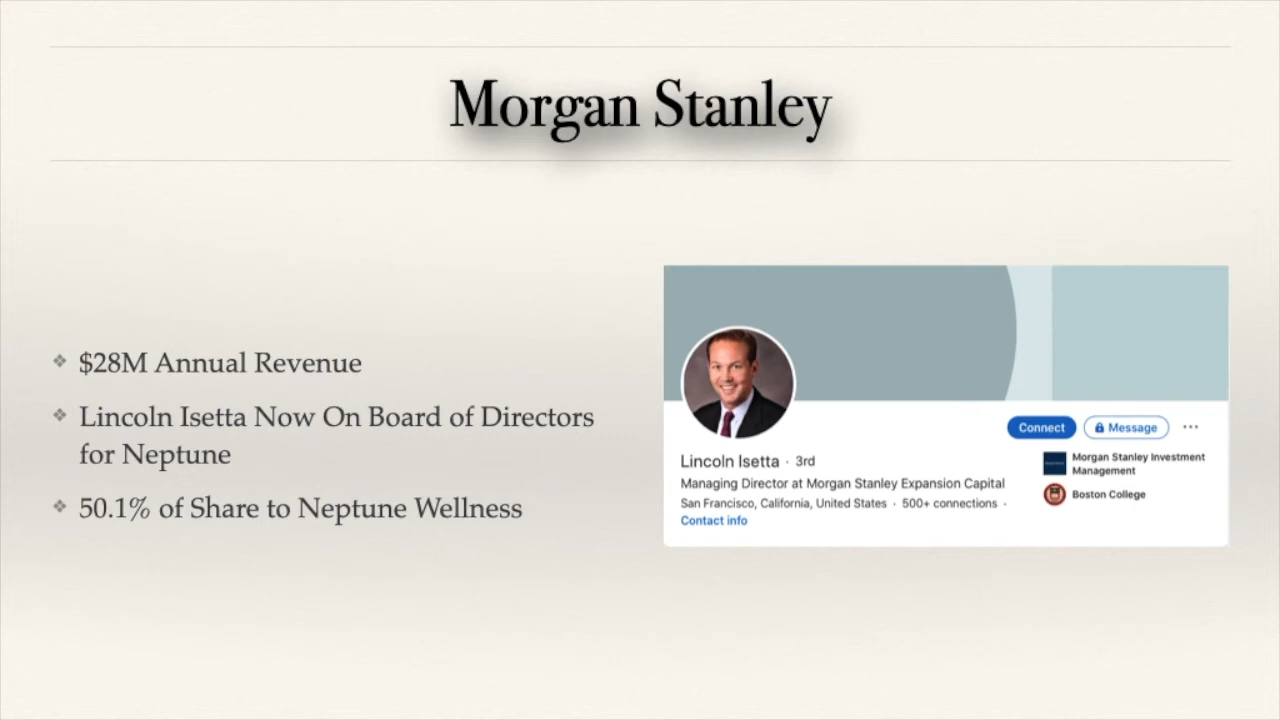 Morgan Stanley
❖ $28M Annual Revenue
❖ Lincoln Isetta Now On Board of Directors
for Neptune
❖ 50.1% of Share to Neptune Wellness
Connect
Message
Lincoln Isetta · 3rd
Managing Director at Morgan Stanley Expansion Capital
San Francisco, California, United States · 500+ connections ·
Contact info
Morgan Stanley Investment
Management
Boston College